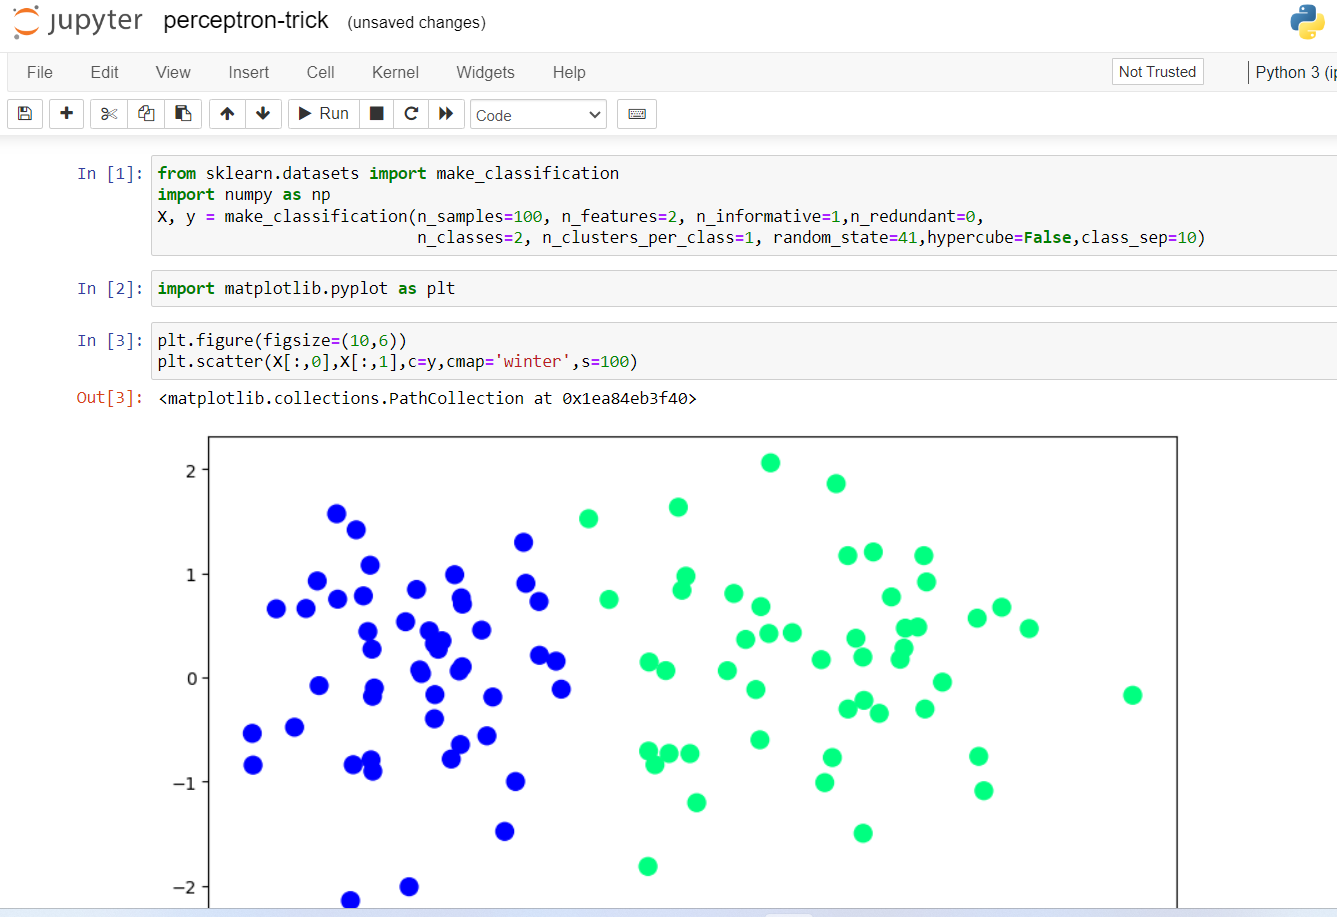 jupyter perceptron-trick (unsaved changes)
File Edit View Insert Cell Kernel Widgets Help Not Trusted Python 3 (ip
Run Code
In [1]: from sklearn.datasets import make_classification
import numpy as np
X, y = make_classification(n_samples=100, n_features=2, n_informative=1,n_redundant=0,
n_classes=2, n_clusters_per_class=1, random_state=41,hypercube=False,class_sep=10)
In [2]: import matplotlib.pyplot as plt
In [3]: plt.figure(figsize=(10,6))
plt.scatter(X[:,0],X[:,1],c=y,cmap='winter',s=100)
Out[3]: <matplotlib.collections.PathCollection at 0x1ea84eb3f40>
2
1
0
−1
−2